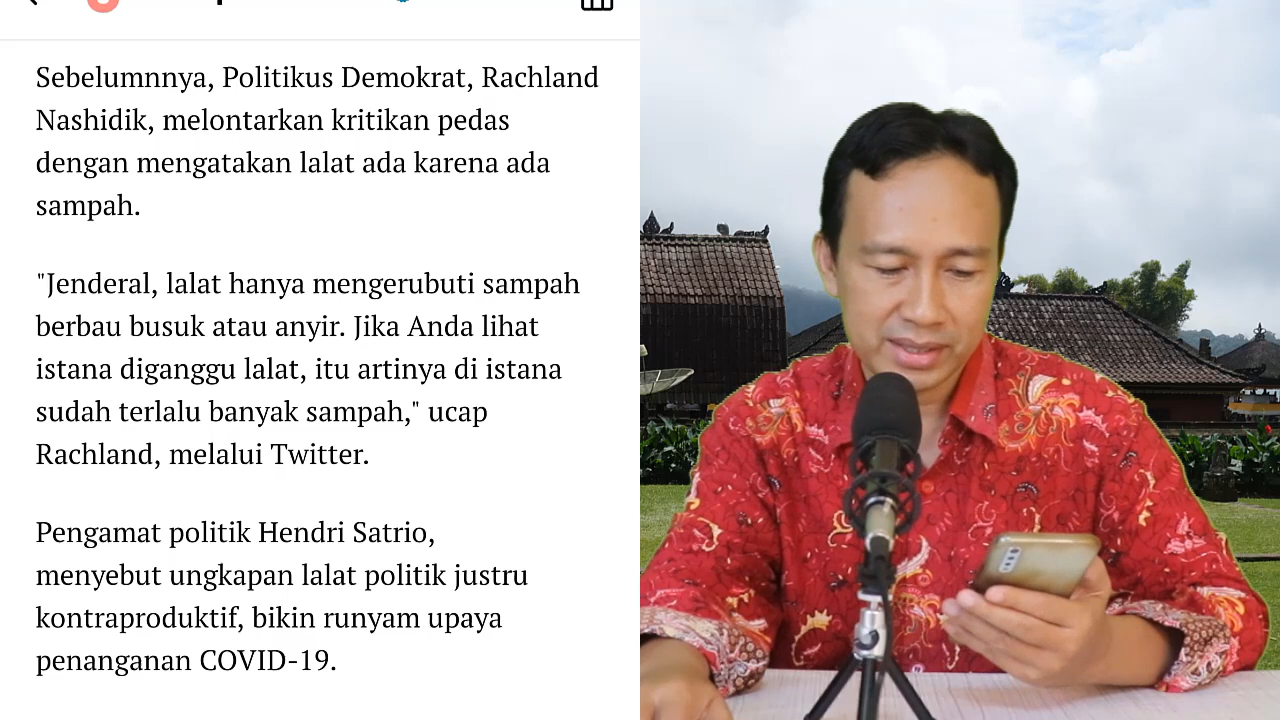 Sebelumnnya, Politikus Demokrat, Rachland
Nashidik, melontarkan kritikan pedas
dengan mengatakan lalat ada karena ada
sampah.
"Jenderal, lalat hanya mengerubuti sampah
berbau busuk atau anyir. Jika Anda lihat
istana diganggu lalat, itu artinya di istana
sudah terlalu banyak sampah," ucap
Rachland, melalui Twitter.
Pengamat politik Hendri Satrio,
menyebut ungkapan lalat politik justru
kontraproduktif, bikin runyam upaya
penanganan COVID-19.